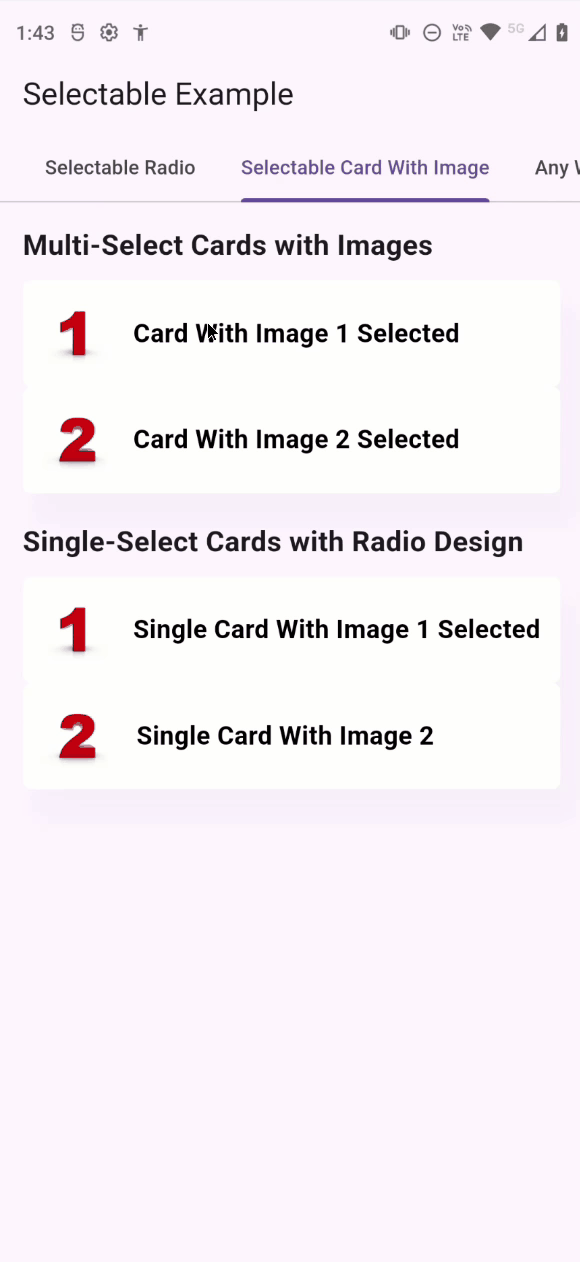 1:43 Vo LTE 5G
Selectable Example
Selectable Radio Selectable Card With Image Any
Multi-Select Cards with Images
1 Card With Image 1 Selected
2 Card With Image 2 Selected
Single-Select Cards with Radio Design
1 Single Card With Image 1 Selected
2 Single Card With Image 2